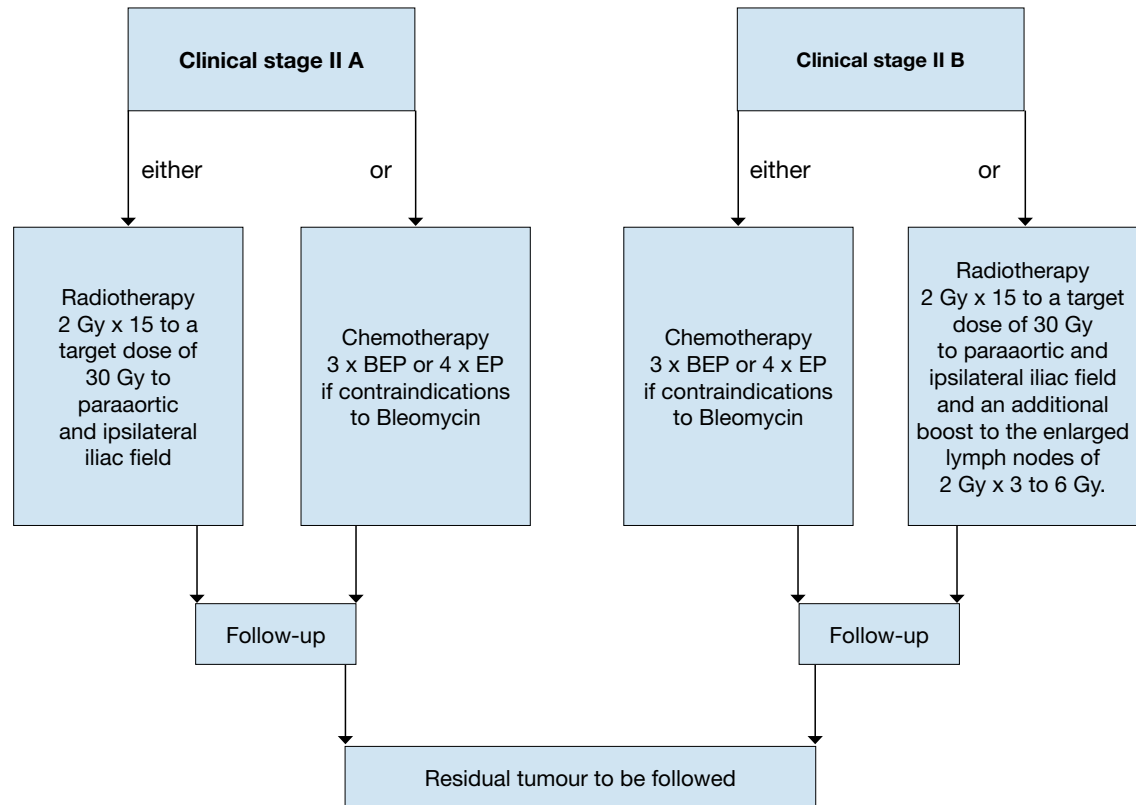 Clinical stage II A
Clinical stage II B
either
or
either
or
Radiotherapy
2 Gy x 15 to a
target dose of
30 Gy to
paraaortic
and ipsilateral
iliac field
Chemotherapy
3 x BEP or 4 x EP
if contraindications
to Bleomycin
Chemotherapy
3 x BEP or 4 x EP
if contraindications
to Bleomycin
Radiotherapy
2 Gy x 15 to a target
dose of 30 Gy
to paraaortic and
ipsilateral iliac field
and an additional
boost to the enlarged
lymph nodes of
2 Gy x 3 to 6 Gy.
Follow-up
Follow-up
Residual tumour to be followed